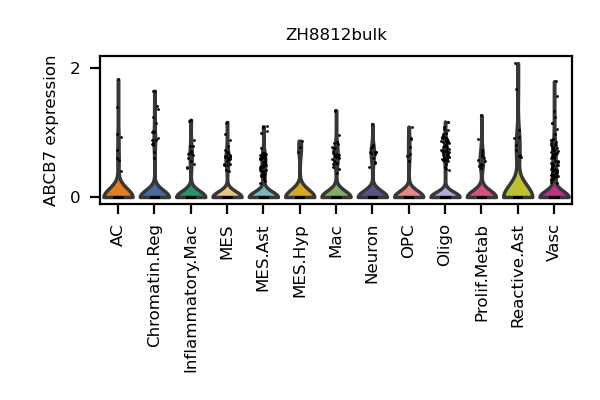 ZH8812bulk
ABCB7 expression
2
0
AC
Chromatin.Reg
Inflammatory.Mac
MES
MES.Ast
MES.Hyp
Mac
Neuron
OPC
Oligo
Prolif.Metab
Reactive.Ast
Vasc